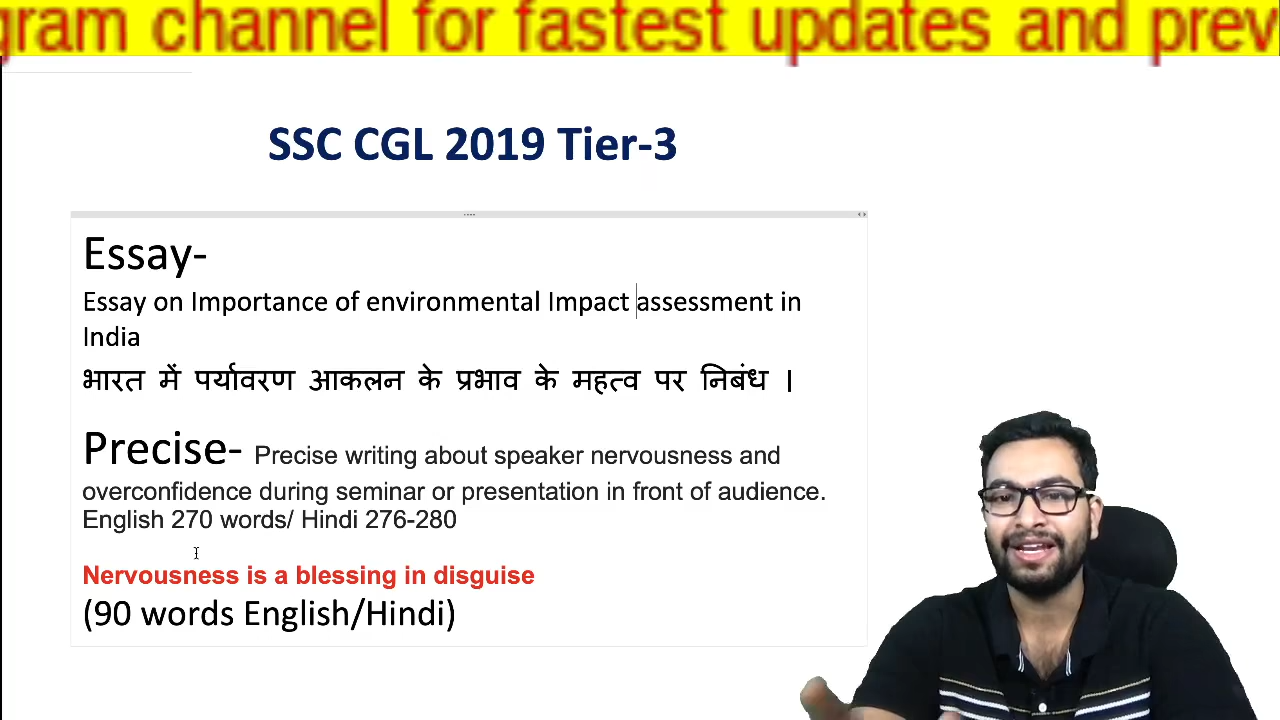 gram channel for fastest updates and prev
SSC CGL 2019 Tier-3
Essay-
Essay on Importance of environmental Impact assessment in
India
भारत में पर्यावरण आकलन के प्रभाव के महत्व पर निबंध ।
Precise- Precise writing about speaker nervousness and
overconfidence during seminar or presentation in front of audience.
English 270 words/ Hindi 276-280
Nervousness is a blessing in disguise
(90 words English/Hindi)